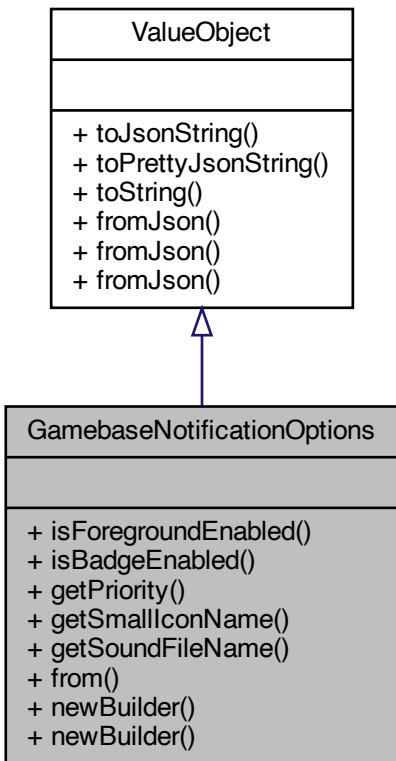 ValueObject
+ toJsonString()
+ toPrettyJsonString()
+ toString()
+ fromJson()
+ fromJson()
+ fromJson()
GamebaseNotificationOptions
+ isForegroundEnabled()
+ isBadgeEnabled()
+ getPriority()
+ getSmallIconName()
+ getSoundFileName()
+ from()
+ newBuilder()
+ newBuilder()